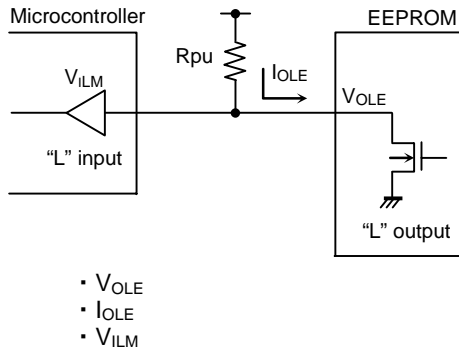 Microcontroller
EEPROM
Rpu
IOLE
VILM
VOLE
“L” input
“L” output
・VOLE
・IOLE
・VILM